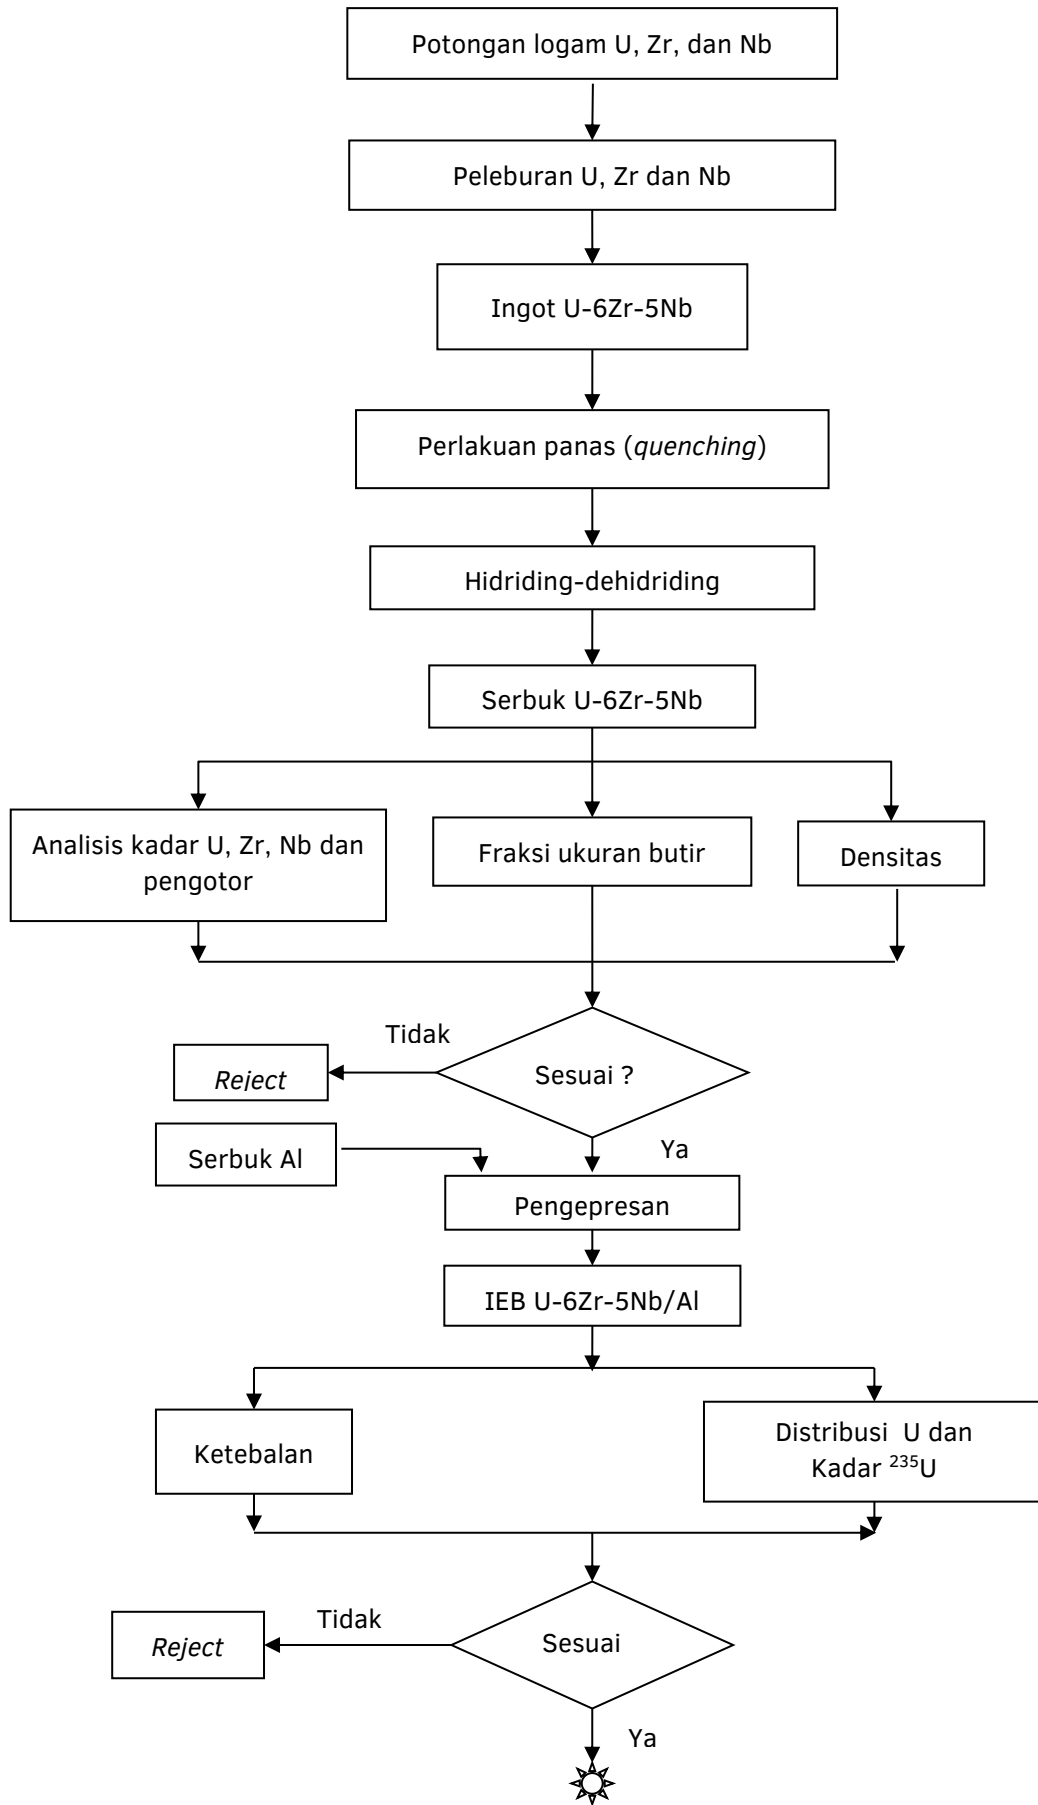 Potongan logam U, Zr, dan Nb
Peleburan U, Zr dan Nb
Ingot U-6Zr-5Nb
Perlakuan panas (quenching)
Hidriding-dehidriding
Serbuk U-6Zr-5Nb
Analisis kadar U, Zr, Nb dan
pengotor
Fraksi ukuran butir
Densitas
Tidak
Reject
Sesuai ?
Serbuk Al
Ya
Pengepresan
IEB U-6Zr-5Nb/Al
Ketebalan
Distribusi U dan
Kadar ²³⁵U
Tidak
Reject
Sesuai
Ya